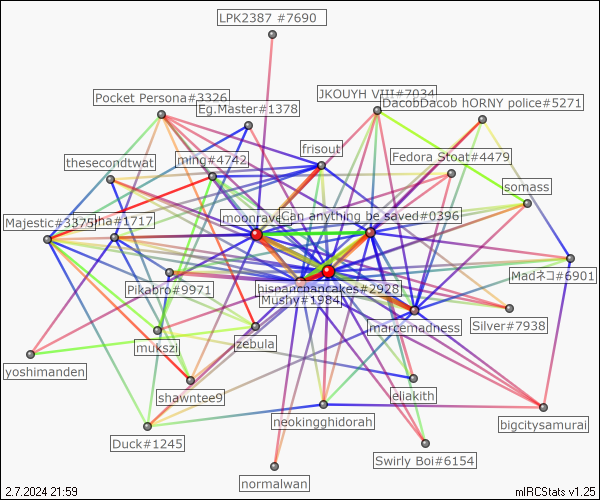 LPK2387 #7690
Pocket Persona#3326
JKOUYH VIII#7034
Eg.Master#1378
DacobDacob hORNY police#5271
frisout
thesecondtwat
ming#4742
Fedora Stoat#4479
somass
Majestic#3375
#1717
moonrave
Can anything be saved#0396
Pikabro#9971
hispancpancakes#2928
Madネコ#6901
Mushy#1984
Silver#7938
marcemadness
mukszi
zebula
yoshimanden
shawntee9
eliakith
Duck#1245
neokingghidorah
bigcitysamurai
Swirly Boi#6154
normalwan
2.7.2024 21:59
mIRCStats v1.25